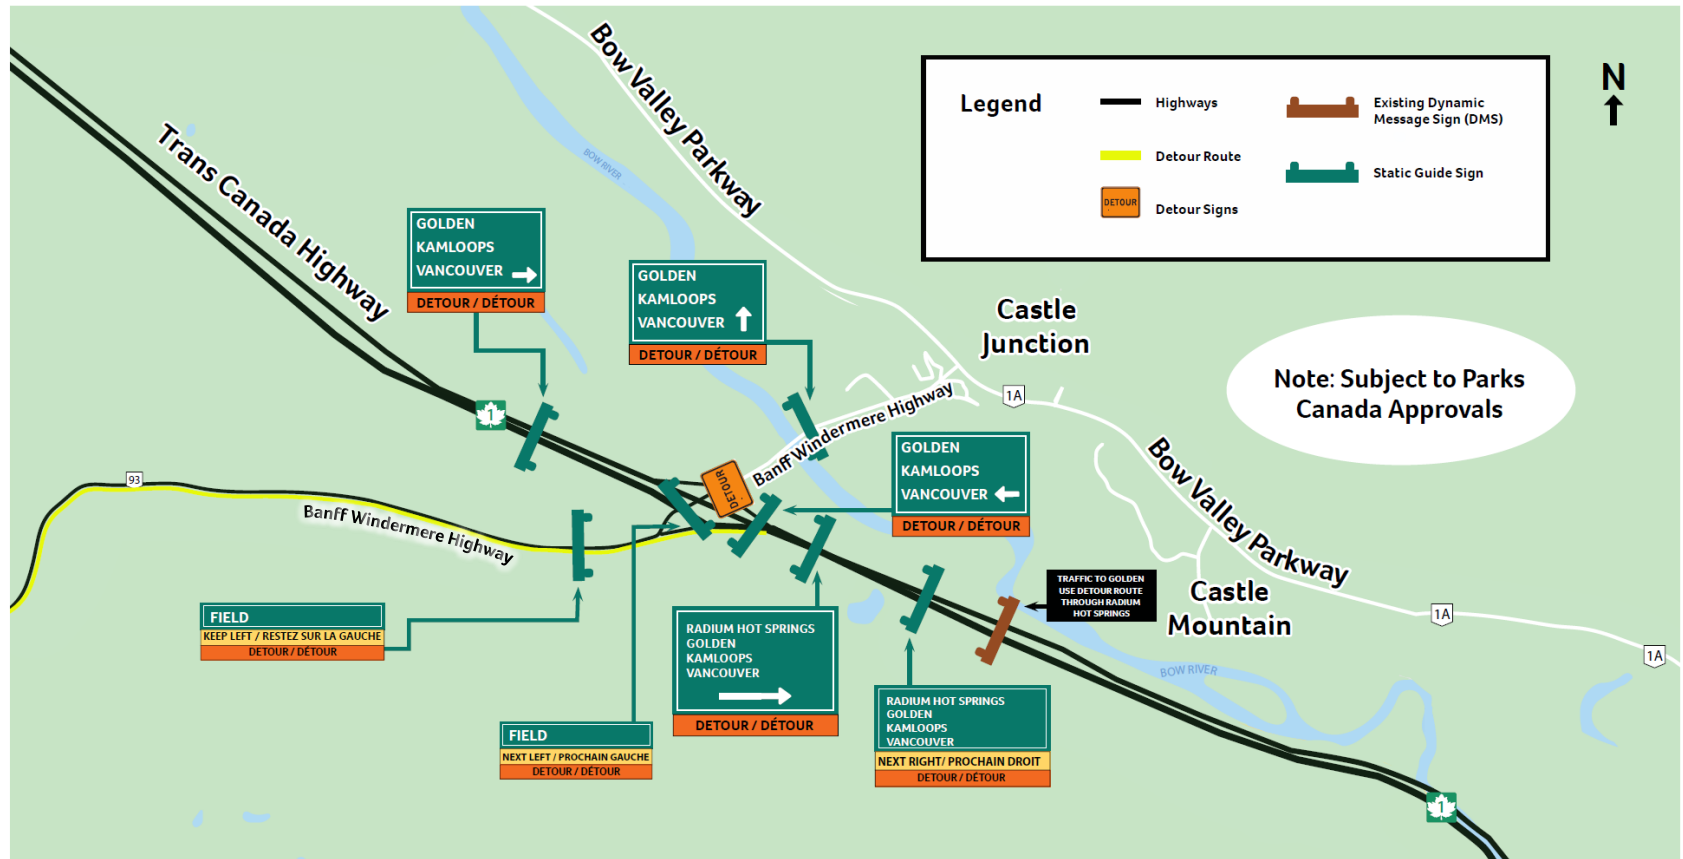 Bow Valley Parkway
BOW RIVER
Trans Canada Highway
Legend
Highways
Detour Route
DETOUR
Detour Signs
Existing Dynamic
Message Sign (DMS)
Static Guide Sign
N
GOLDEN
KAMLOOPS
VANCOUVER
DETOUR / DÉTOUR
GOLDEN
KAMLOOPS
VANCOUVER
DETOUR / DÉTOUR
Castle
Junction
1A
Note: Subject to Parks
Canada Approvals
1
Banff Windermere Highway
DETOUR
GOLDEN
KAMLOOPS
VANCOUVER
DETOUR / DÉTOUR
Bow Valley Parkway
93
Banff Windermere Highway
TRAFFIC TO GOLDEN
USE DETOUR ROUTE
THROUGH RADIUM
HOT SPRINGS
Castle
Mountain
1A
1A
BOW RIVER
FIELD
KEEP LEFT / RESTEZ SUR LA GAUCHE
DETOUR / DÉTOUR
RADIUM HOT SPRINGS
GOLDEN
KAMLOOPS
VANCOUVER
DETOUR / DÉTOUR
FIELD
NEXT LEFT / PROCHAIN GAUCHE
DETOUR / DÉTOUR
RADIUM HOT SPRINGS
GOLDEN
KAMLOOPS
VANCOUVER
NEXT RIGHT/ PROCHAIN DROIT
DETOUR / DÉTOUR
1